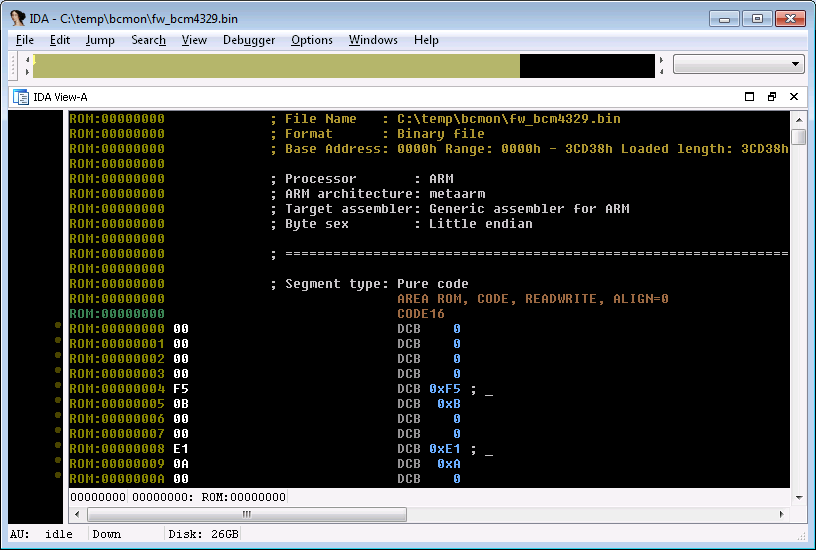 IDA - C:\temp\bcmon\fw_bcm4329.bin
File Edit Jump Search View Debugger Options Windows Help
IDA View-A
ROM:00000000 ; File Name : C:\temp\bcmon\fw_bcm4329.bin
ROM:00000000 ; Format : Binary file
ROM:00000000 ; Base Address: 0000h Range: 0000h - 3CD38h Loaded length: 3CD38h
ROM:00000000
ROM:00000000 ; Processor : ARM
ROM:00000000 ; ARM architecture: metaarm
ROM:00000000 ; Target assembler: Generic assembler for ARM
ROM:00000000 ; Byte sex : Little endian
ROM:00000000
ROM:00000000 ; =================================================================
ROM:00000000
ROM:00000000 ; Segment type: Pure code
ROM:00000000 AREA ROM, CODE, READWRITE, ALIGN=0
ROM:00000000 CODE16
ROM:00000000 00 DCB 0
ROM:00000001 00 DCB 0
ROM:00000002 00 DCB 0
ROM:00000003 00 DCB 0
ROM:00000004 F5 DCB 0xF5 ; _
ROM:00000005 0B DCB 0xB
ROM:00000006 00 DCB 0
ROM:00000007 00 DCB 0
ROM:00000008 E1 DCB 0xE1 ; _
ROM:00000009 0A DCB 0xA
ROM:0000000A 00 DCB 0
00000000 00000000: ROM:00000000
AU: idle Down Disk: 26GB